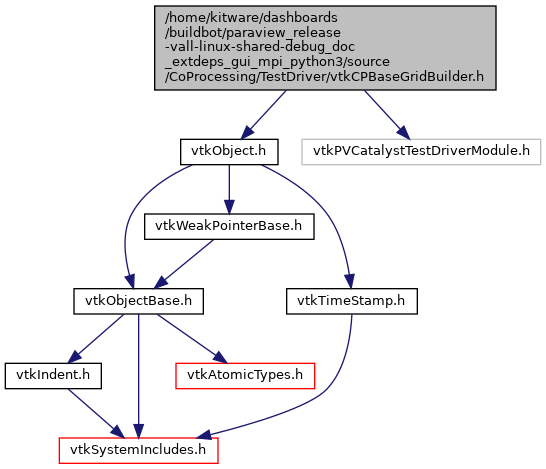 /home/kitware/dashboards
/buildbot/paraview_release
-vall-linux-shared-debug_doc
_extdeps_gui_mpi_python3/source
/CoProcessing/TestDriver/vtkCPBaseGridBuilder.h
vtkObject.h
vtkPVCatalystTestDriverModule.h
vtkWeakPointerBase.h
vtkObjectBase.h
vtkTimeStamp.h
vtkIndent.h
vtkAtomicTypes.h
vtkSystemIncludes.h